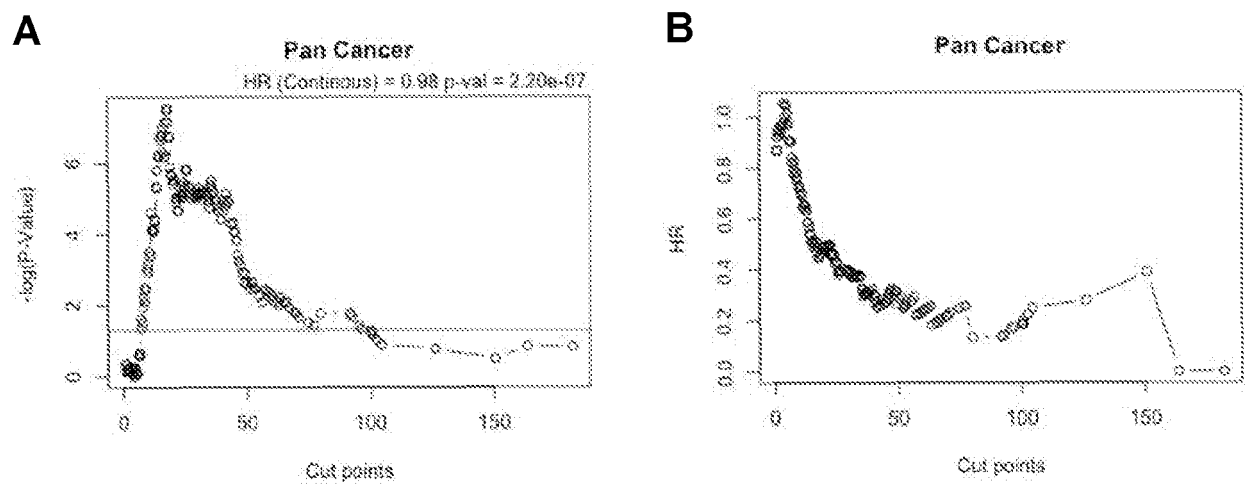 A
Pan Cancer
HR (Continous) = 0.98 p-val = 2.20e-07
-log(P-Value)
6
4
2
0
0 50 100 150
Cut points
B
Pan Cancer
HR
1.0
0.8
0.6
0.4
0.2
0.0
0 50 100 150
Cut points